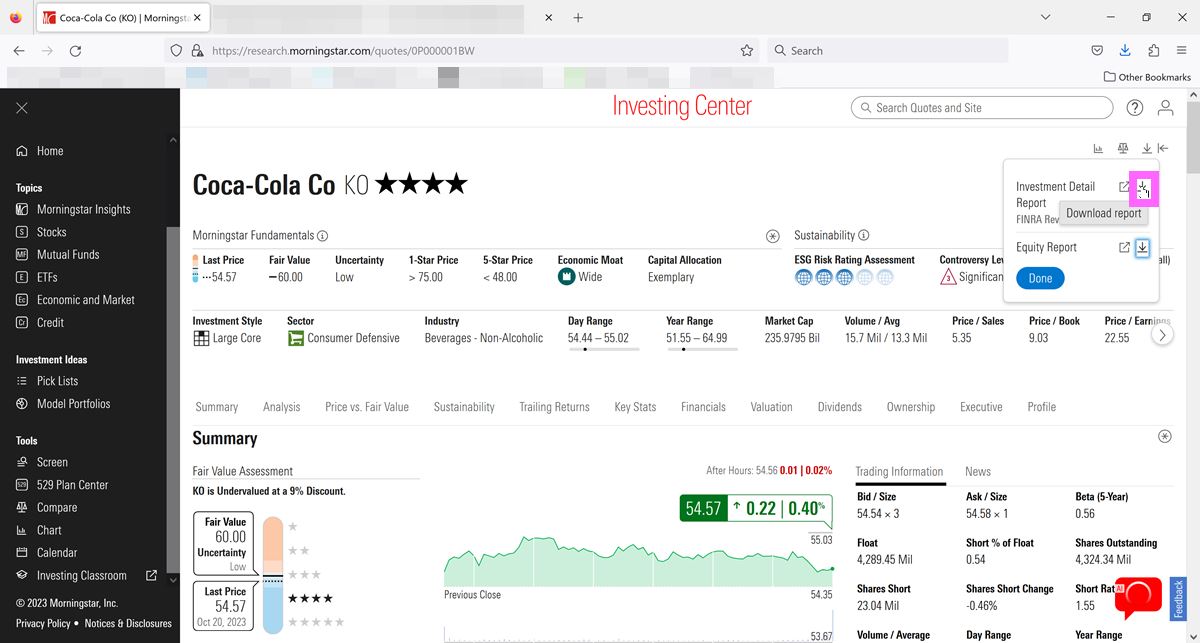 Coca-Cola Co (KO) | Morningst
https://research.morningstar.com/quotes/0P000001BW
Search
Other Bookmarks
Investing Center
Search Quotes and Site
Home
Topics
Morningstar Insights
Stocks
Mutual Funds
ETFs
Economic and Market
Credit
Investment Ideas
Pick Lists
Model Portfolios
Tools
Screen
529 Plan Center
Compare
Chart
Calendar
Investing Classroom
© 2023 Morningstar, Inc.
Privacy Policy • Notices & Disclosures
Coca-Cola Co KO ★★★★
Investment Detail
Report
FINRA Rev
Download report
Equity Report
Done
Morningstar Fundamentals
Last Price Fair Value Uncertainty 1-Star Price 5-Star Price Economic Moat Capital Allocation
54.57 60.00 Low > 75.00 < 48.00 Wide Exemplary
Sustainability
ESG Risk Rating Assessment Controversy Lev
3 Significan all)
Investment Style Sector Industry Day Range Year Range Market Cap Volume / Avg Price / Sales Price / Book Price / Earnings
Large Core Consumer Defensive Beverages - Non-Alcoholic 54.44 – 55.02 51.55 – 64.99 235.9795 Bil 15.7 Mil / 13.3 Mil 5.35 9.03 22.55
Summary Analysis Price vs. Fair Value Sustainability Trailing Returns Key Stats Financials Valuation Dividends Ownership Executive Profile
Summary
Fair Value Assessment
KO is Undervalued at a 9% Discount.
Fair Value
60.00
Uncertainty
Low
Last Price
54.57
Oct 20, 2023
After Hours: 54.56 0.01 | 0.02%
54.57 ↑ 0.22 | 0.40%
55.03
Previous Close 54.35
53.67
Trading Information News
Bid / Size Ask / Size Beta (5-Year)
54.54 × 3 54.58 × 1 0.56
Float Short % of Float Shares Outstanding
4,289.45 Mil 0.54 4,324.34 Mil
Shares Short Shares Short Change Short Rat
23.04 Mil -0.46% 1.55
Volume / Average Day Range Year Range
AI
Feedback